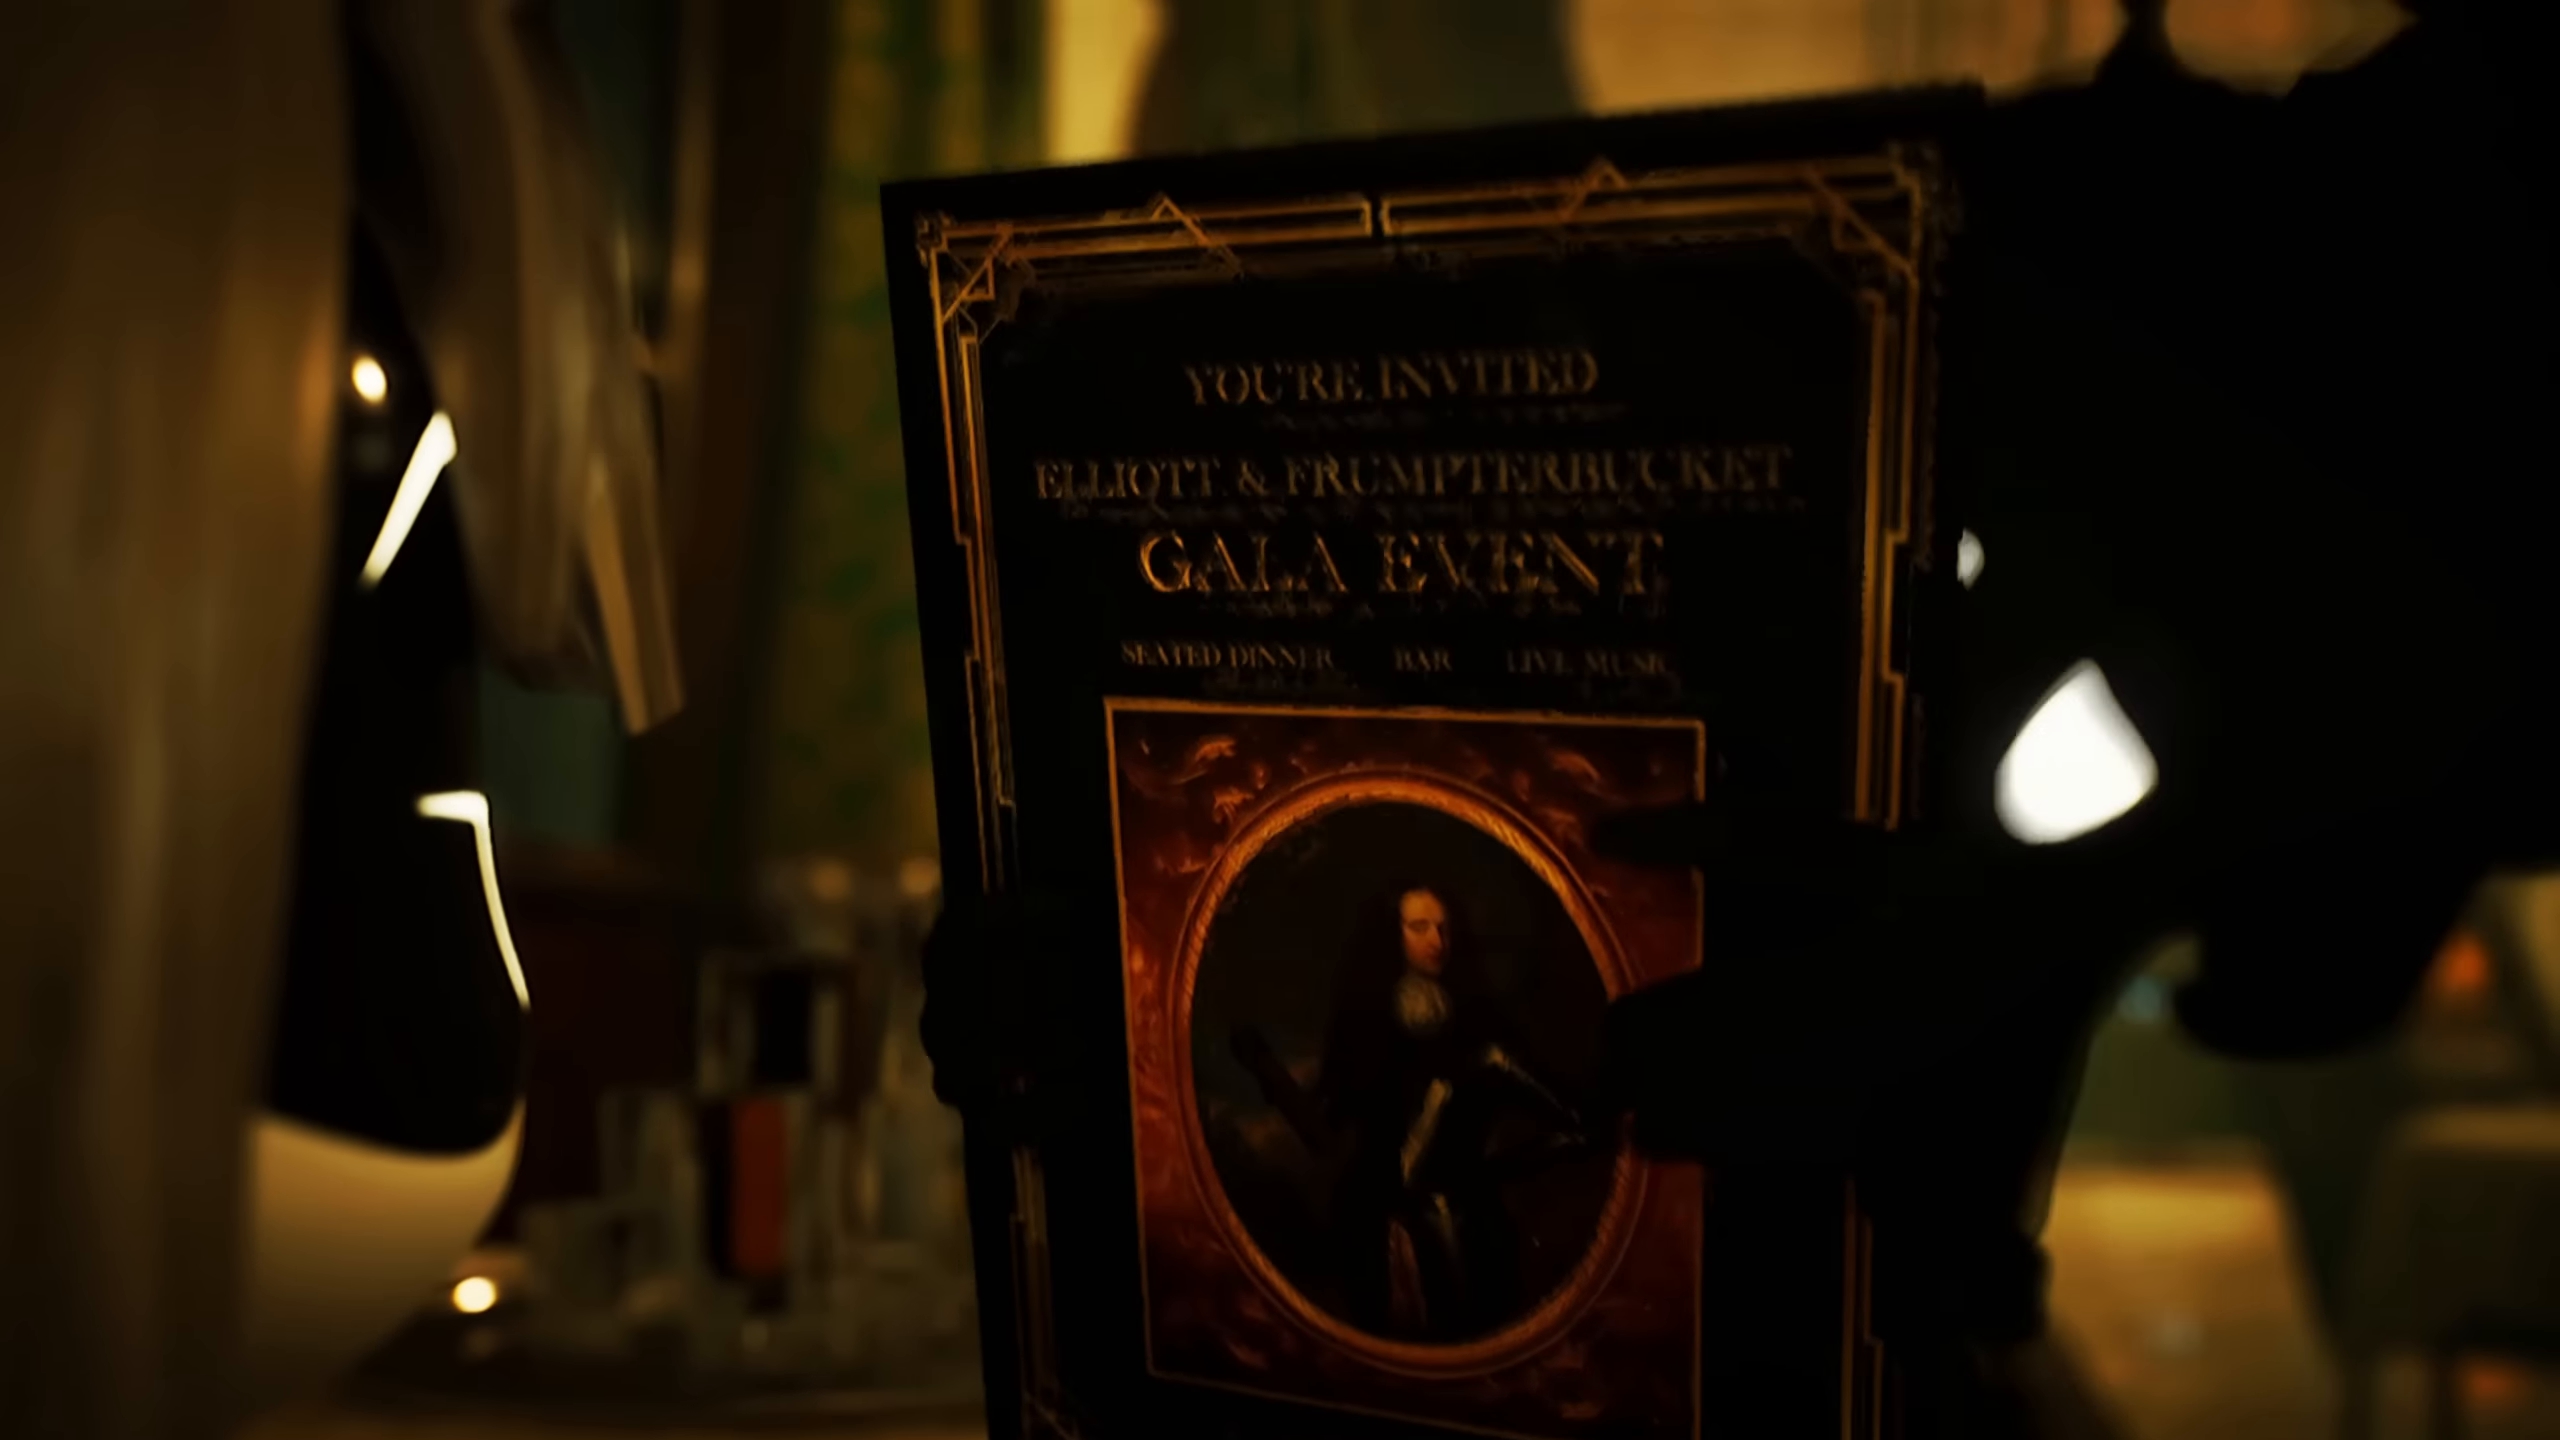 YOU'RE INVITED
ELLIOTT & FRUMPTERBUCKET
GALA EVENT
SEATED DINNER BAR LIVE MUSIC